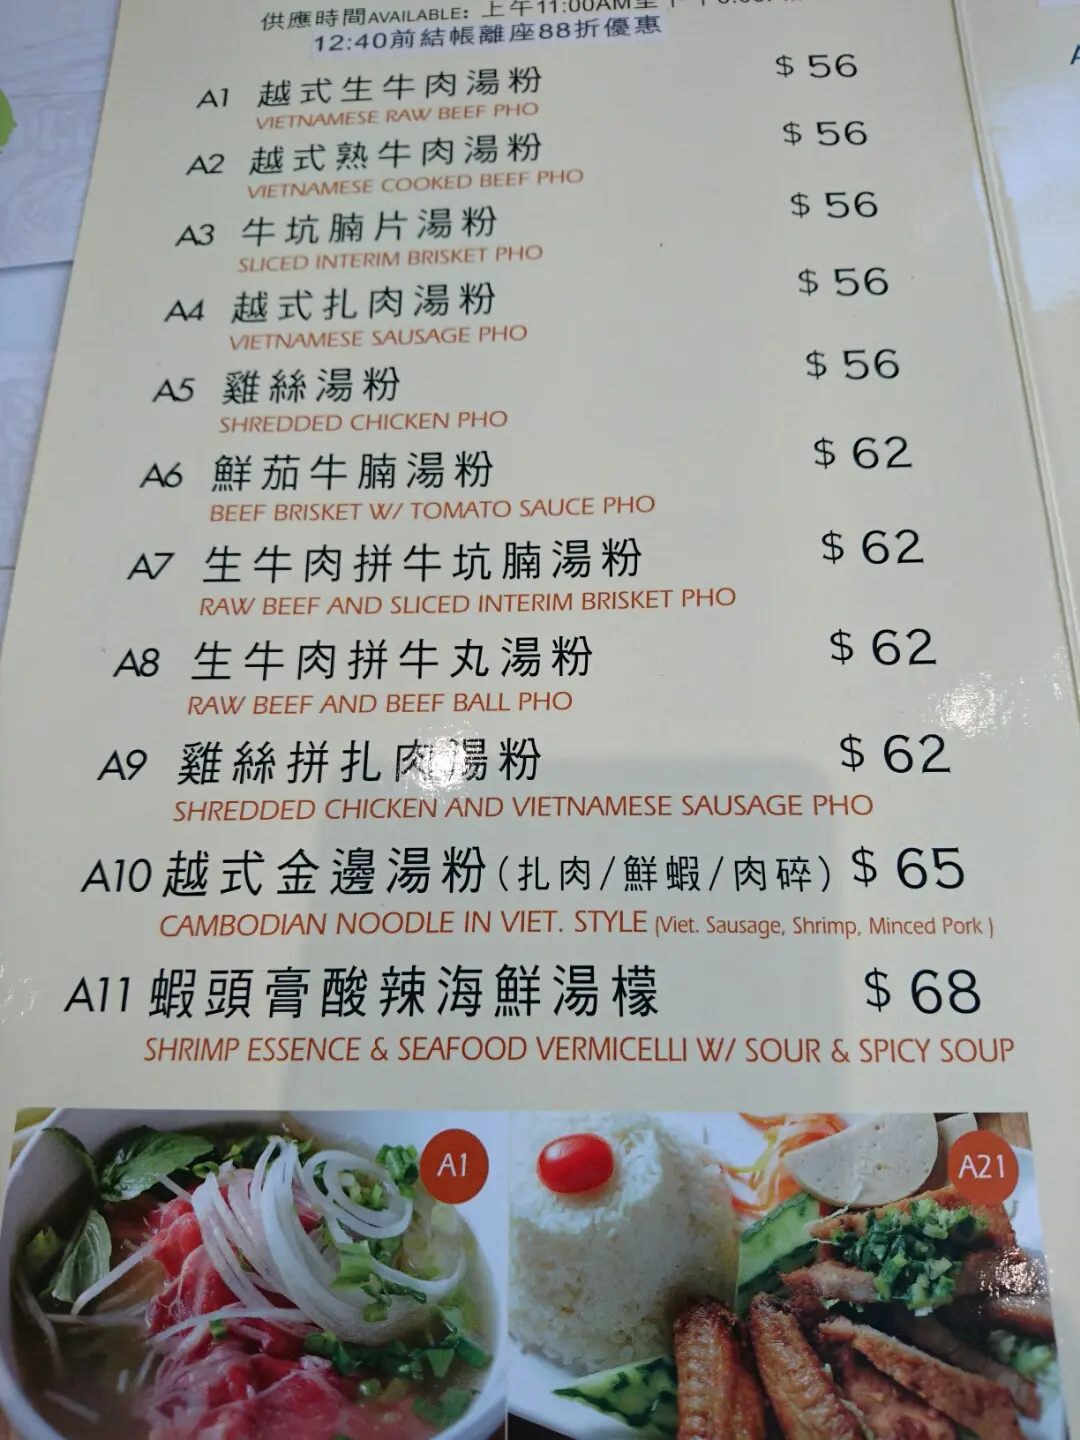 供應時間AVAILABLE: 上午11:00AM至
12:40前結帳離座88折優惠
A1 越式生牛肉湯粉 $ 56
VIETNAMESE RAW BEEF PHO
A2 越式熟牛肉湯粉 $ 56
VIETNAMESE COOKED BEEF PHO
A3 牛坑腩片湯粉 $ 56
SLICED INTERIM BRISKET PHO
A4 越式扎肉湯粉 $ 56
VIETNAMESE SAUSAGE PHO
A5 雞絲湯粉 $ 56
SHREDDED CHICKEN PHO
A6 鮮茄牛腩湯粉 $ 62
BEEF BRISKET W/ TOMATO SAUCE PHO
A7 生牛肉拼牛坑腩湯粉 $ 62
RAW BEEF AND SLICED INTERIM BRISKET PHO
A8 生牛肉拼牛丸湯粉 $ 62
RAW BEEF AND BEEF BALL PHO
A9 雞絲拼扎肉湯粉 $ 62
SHREDDED CHICKEN AND VIETNAMESE SAUSAGE PHO
A10 越式金邊湯粉(扎肉/鮮蝦/肉碎) $ 65
CAMBODIAN NOODLE IN VIET. STYLE (Viet. Sausage, Shrimp, Minced Pork )
A11 蝦頭膏酸辣海鮮湯檬 $ 68
SHRIMP ESSENCE & SEAFOOD VERMICELLI W/ SOUR & SPICY SOUP
A1
A21